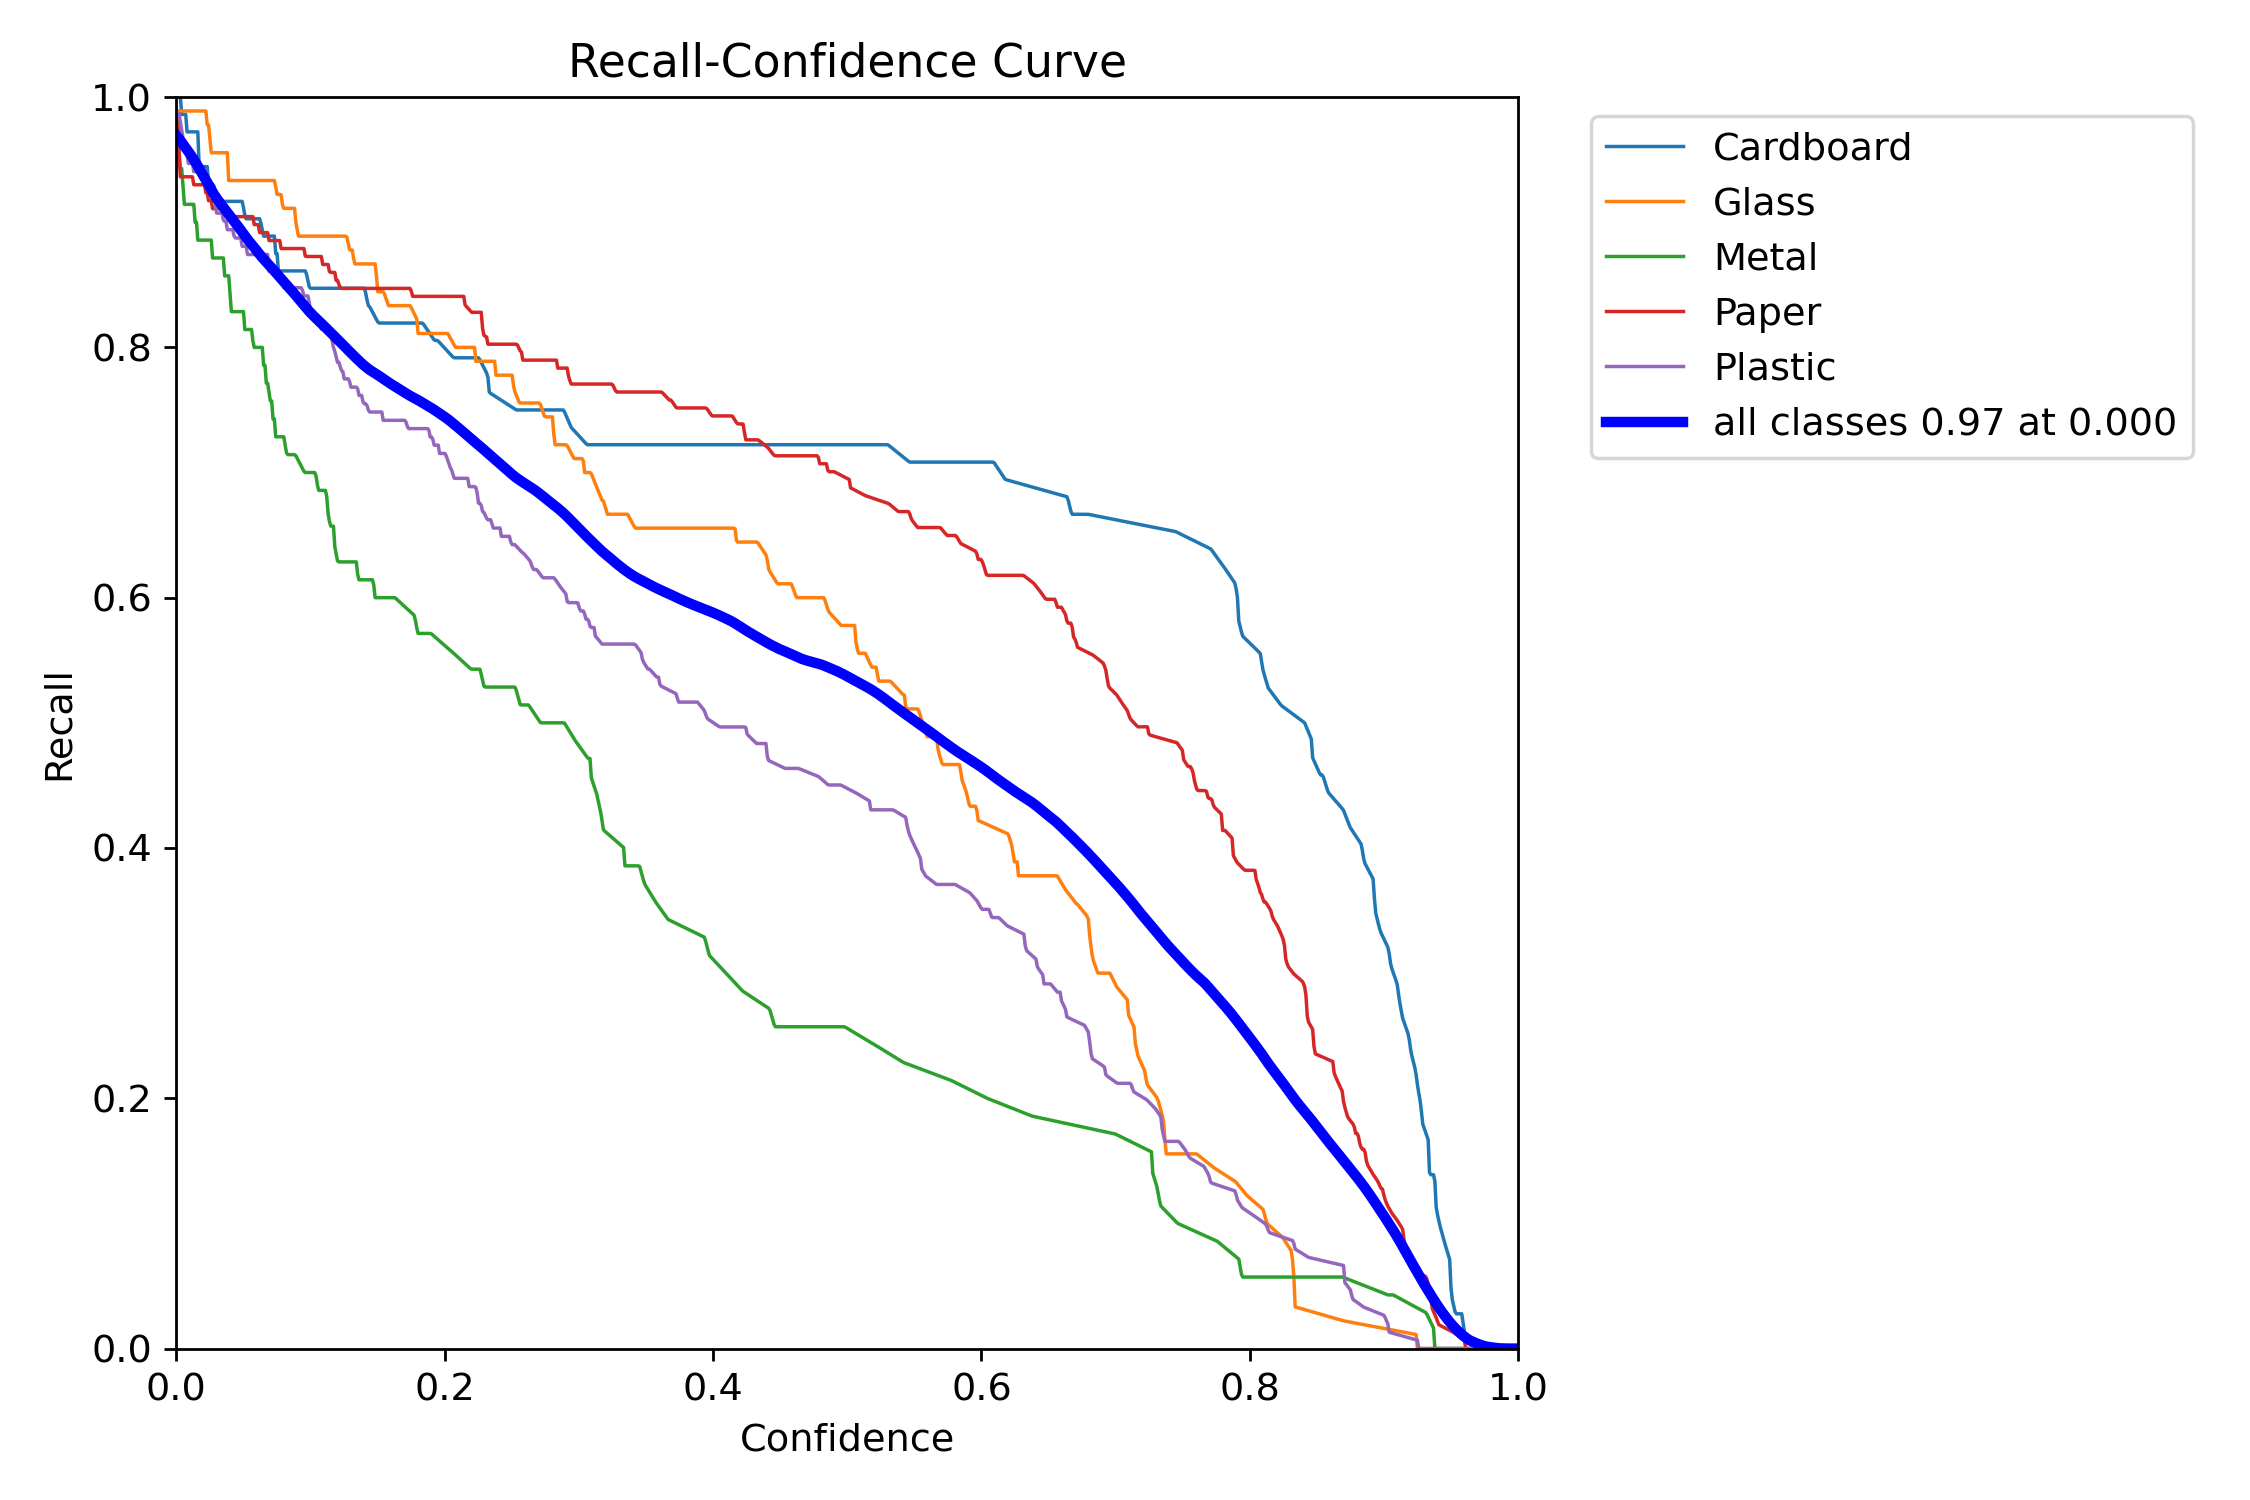 Recall-Confidence Curve
1.0
0.8
0.6
0.4
0.2
0.0
Recall
0.0 0.2 0.4 0.6 0.8 1.0
Confidence
Cardboard
Glass
Metal
Paper
Plastic
all classes 0.97 at 0.000